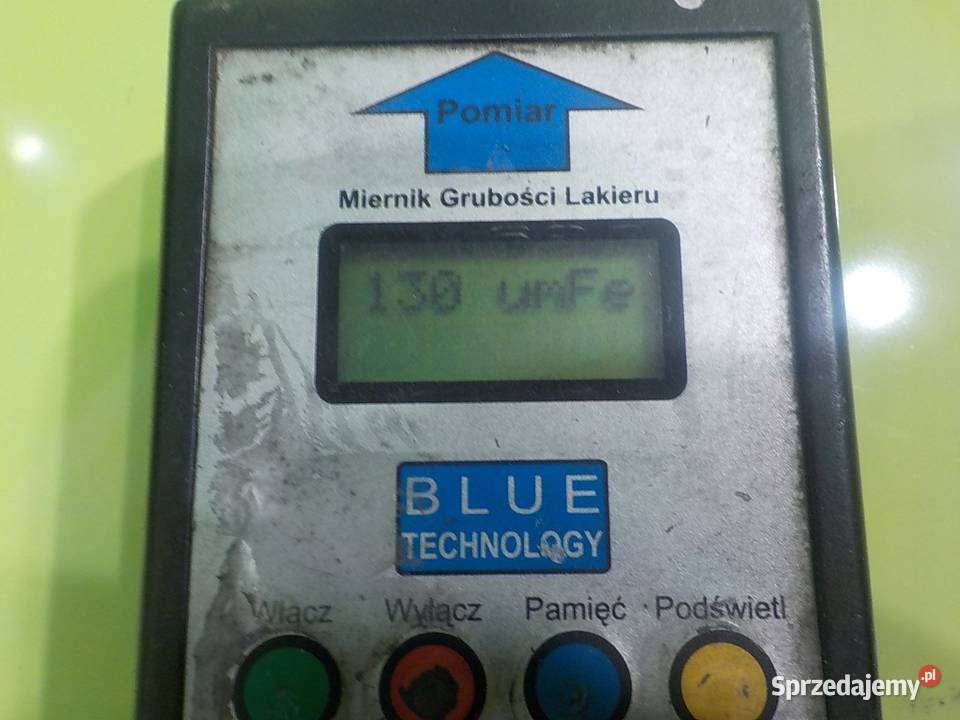 Pomiar
Miernik Grubości Lakieru
130 umFe
BLUE
TECHNOLOGY
Włącz Wyłącz Pamięć Podświetl
Sprzedajemy.pl